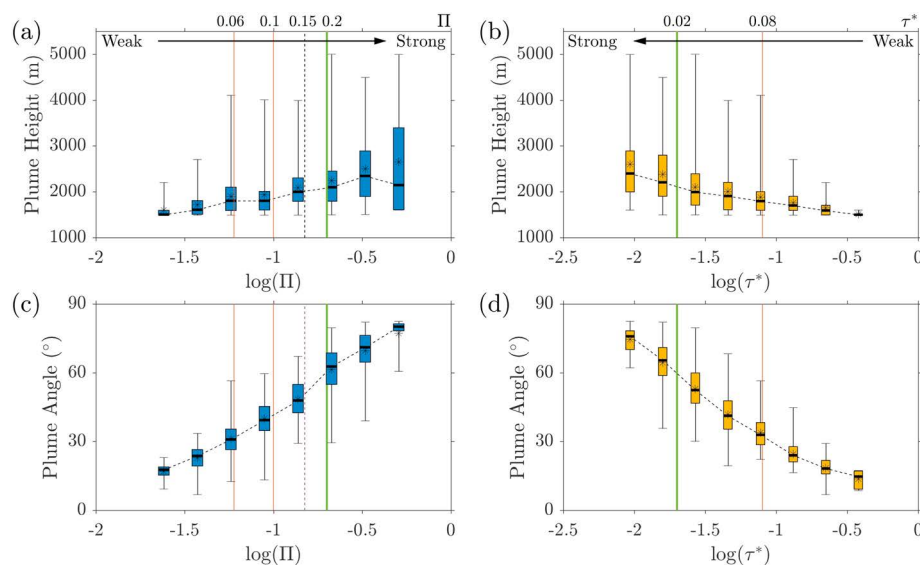 0.06 0.1 0.15 0.2 Π
(a)
Weak Strong
5000
4000
3000
2000
1000
Plume Height (m)
-2 -1.5 -1 -0.5 0
log(Π)
0.02 0.08 τ*
(b)
Strong Weak
5000
4000
3000
2000
1000
Plume Height (m)
-2.5 -2 -1.5 -1 -0.5 0
log(τ*)
(c)
90
60
30
0
Plume Angle (°)
-2 -1.5 -1 -0.5 0
log(Π)
(d)
90
60
30
0
Plume Angle (°)
-2.5 -2 -1.5 -1 -0.5 0
log(τ*)